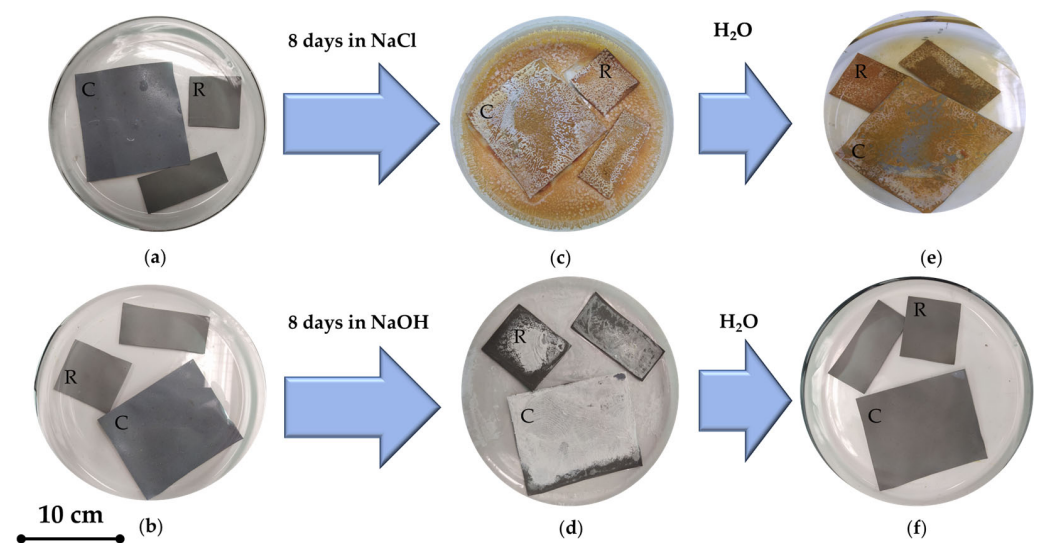 C
R
(a)
8 days in NaCl
C
R
(c)
H₂O
R
C
(e)
R
C
10 cm
(b)
8 days in NaOH
R
C
(d)
H₂O
R
C
(f)